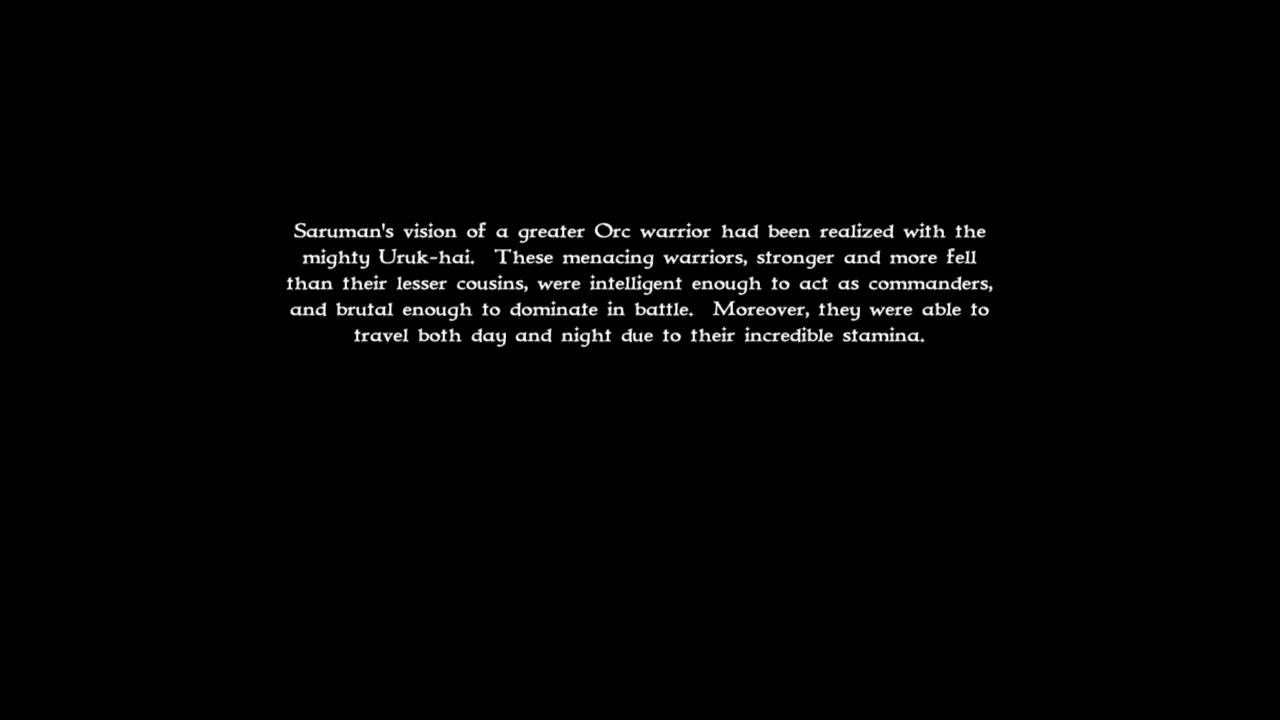 Saruman's vision of a greater Orc warrior had been realized with the
mighty Uruk-hai.  These menacing warriors, stronger and more fell
than their lesser cousins, were intelligent enough to act as commanders,
and brutal enough to dominate in battle.  Moreover, they were able to
travel both day and night due to their incredible stamina.